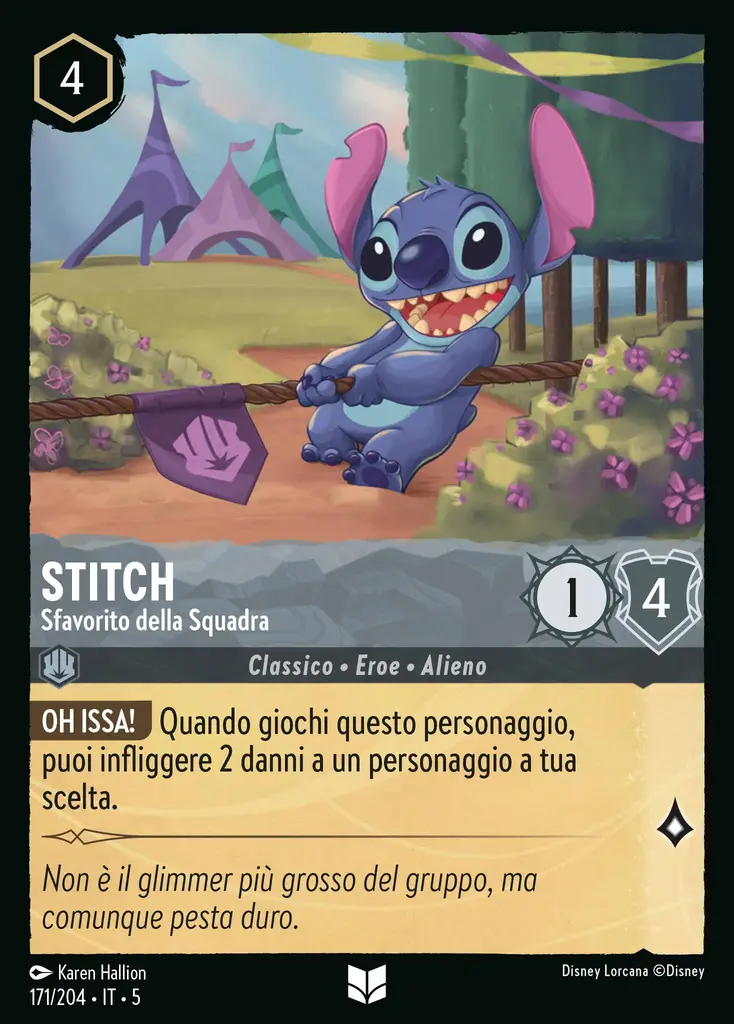 4
STITCH
Sfavorito della Squadra
1
4
Classico • Eroe • Alieno
OH ISSA! Quando giochi questo personaggio,
puoi infliggere 2 danni a un personaggio a tua
scelta.
Non è il glimmer più grosso del gruppo, ma
comunque pesta duro.
Karen Hallion
Disney Lorcana ©Disney
171/204 • IT • 5